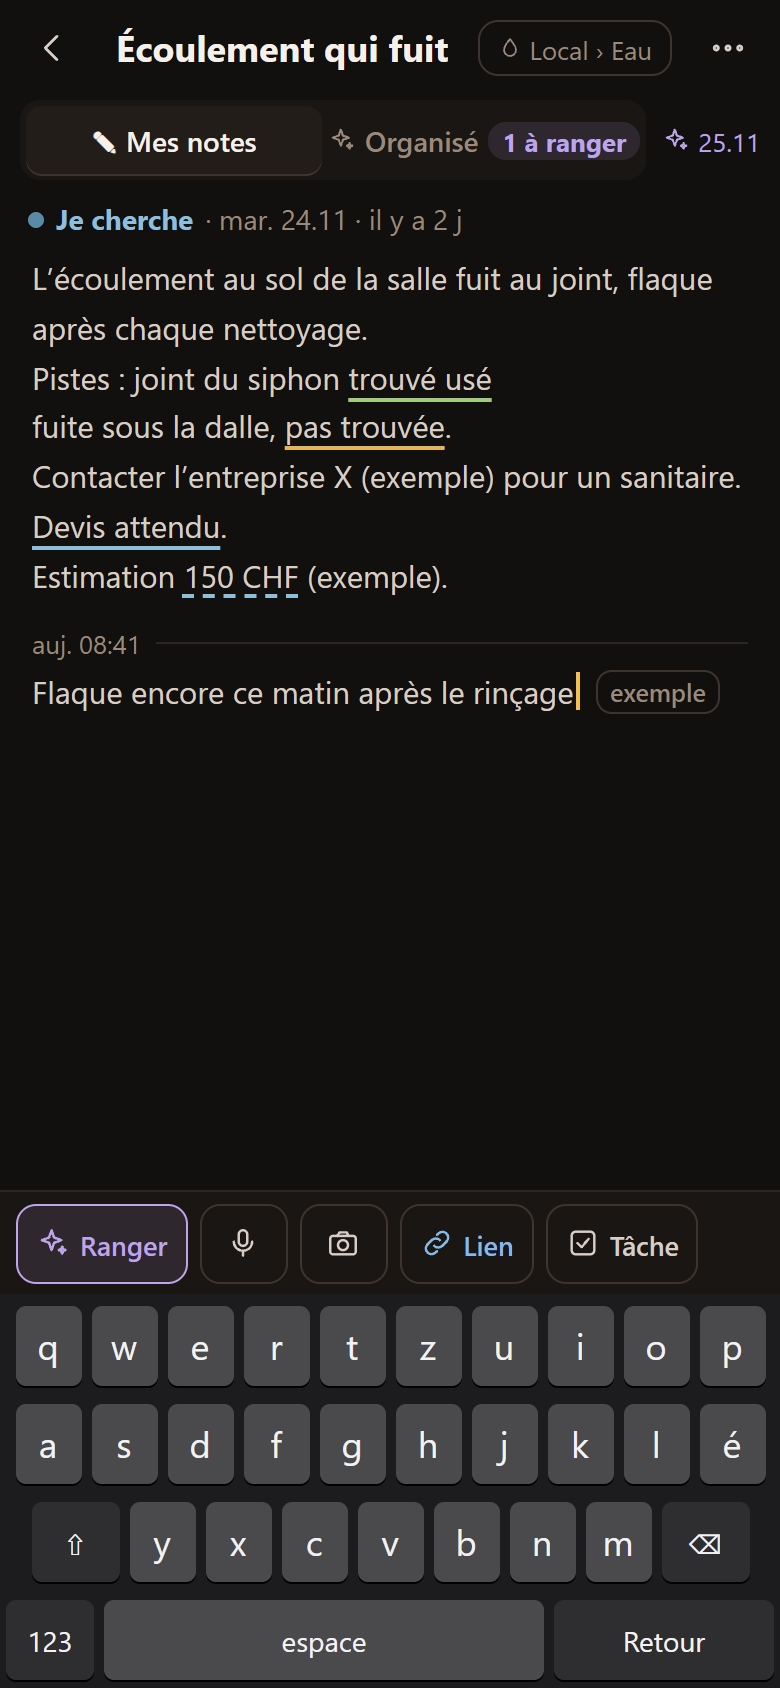 Écoulement qui fuit
Local › Eau
Mes notes
Organisé
1 à ranger
25.11
Je cherche · mar. 24.11 · il y a 2 j
L’écoulement au sol de la salle fuit au joint, flaque
après chaque nettoyage.
Pistes : joint du siphon trouvé usé
fuite sous la dalle, pas trouvée.
Contacter l’entreprise X (exemple) pour un sanitaire.
Devis attendu.
Estimation 150 CHF (exemple).
auj. 08:41
Flaque encore ce matin après le rinçage
exemple
Ranger
Lien
Tâche
q w e r t z u i o p
a s d f g h j k l é
y x c v b n m
123 espace Retour